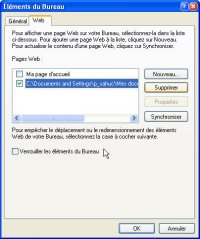 Eléments du Bureau
Général
Web
Pour afficher une page Web sur votre Bureau, sélectionnez-la dans la liste
ci-dessous. Pour ajouter une page Web à la liste, cliquez sur Nouveau.
Pour actualiser le contenu d'une page Web, cliquez sur Synchroniser.
Pages Web :
Ma page d'accueil
C:\Documents and Settings\p_sahuc\Mes docu
Nouveau...
Supprimer
Propriétés
Synchroniser
Pour empêcher le déplacement ou le redimensionnement des éléments
Web de votre Bureau, sélectionnez la case à cocher suivante.
Verrouiller les éléments du Bureau
OK
Annuler